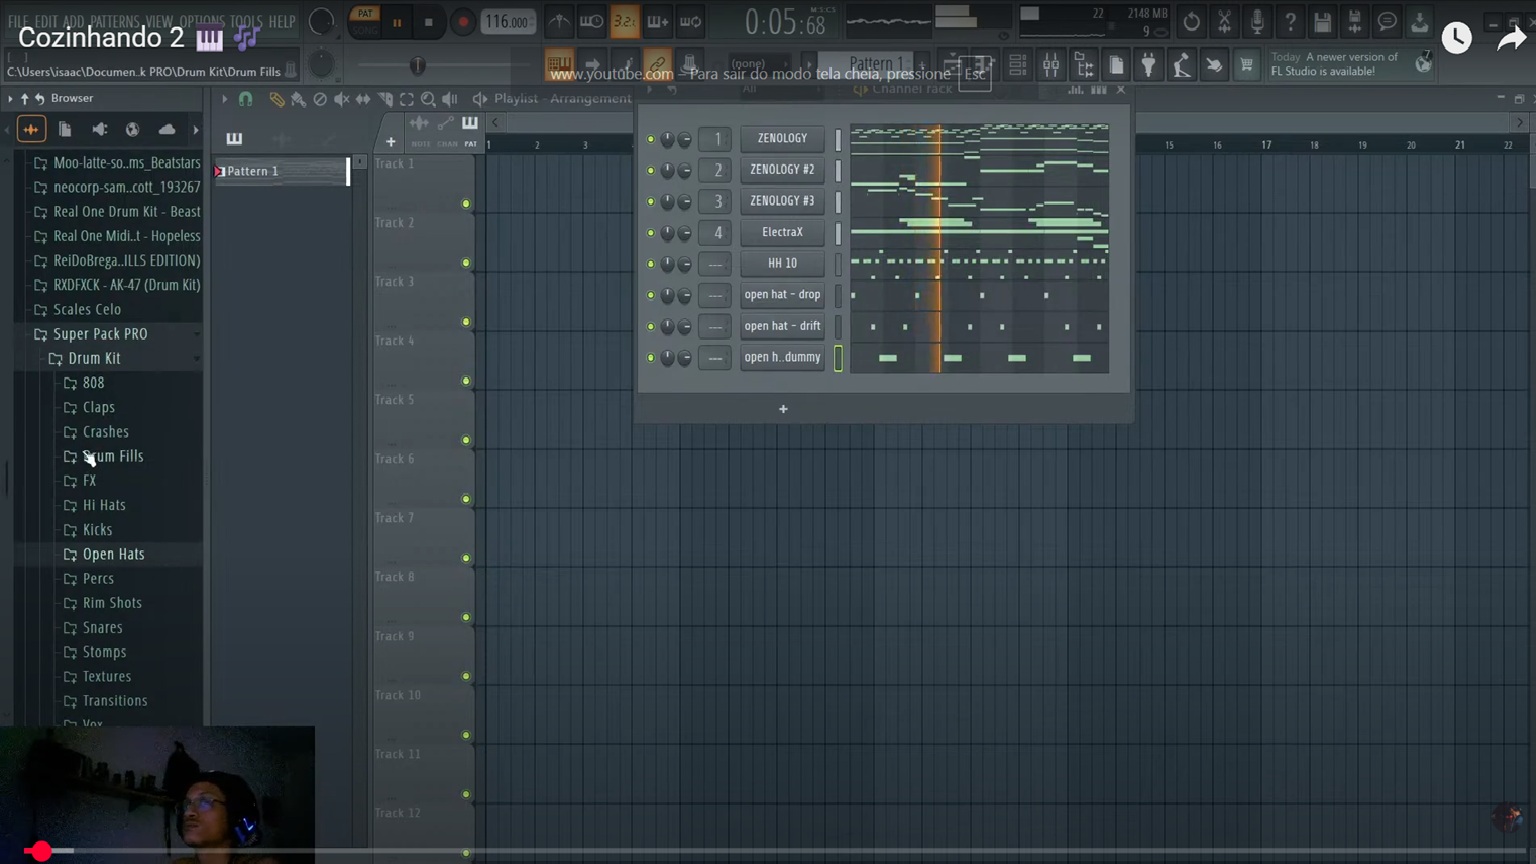 FILE EDIT ADD PATTERNS VIEW OPTIONS TOOLS HELP
Cozinhando 2
C:\Users\isaac\Documen..k PRO\Drum Kit\Drum Fills
PAT
SONG
3.2
116.000
0:05:68
M:S:CS
22
2148 MB
9
(none)
Pattern 1
Today A newer version of
FL Studio is available!
www.youtube.com – Para sair do modo tela cheia, pressione Esc
Browser
Moo-latte-so..ms_Beatstars
neocorp-sam..cott_193267
Real One Drum Kit - Beast
Real One Midi..t - Hopeless
ReiDoBrega..ILLS EDITION)
RXDFXCK - AK-47 (Drum Kit)
Scales Celo
Super Pack PRO
Drum Kit
808
Claps
Crashes
Drum Fills
FX
Hi Hats
Kicks
Open Hats
Percs
Rim Shots
Snares
Stomps
Textures
Transitions
Vox
Pattern 1
Playlist - Arrangement
NOTE CHAN PAT
1 2 3 15 16 17 18 19 20 21 22
Track 1
Track 2
Track 3
Track 4
Track 5
Track 6
Track 7
Track 8
Track 9
Track 10
Track 11
Track 12
All
Channel rack
1 ZENOLOGY
2 ZENOLOGY #2
3 ZENOLOGY #3
4 ElectraX
--- HH 10
--- open hat - drop
--- open hat - drift
--- open h..dummy
+